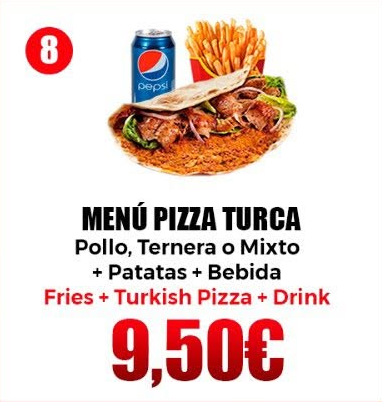 8
pepsi
MENÚ PIZZA TURCA
Pollo, Ternera o Mixto
+ Patatas + Bebida
Fries + Turkish Pizza + Drink
9,50€